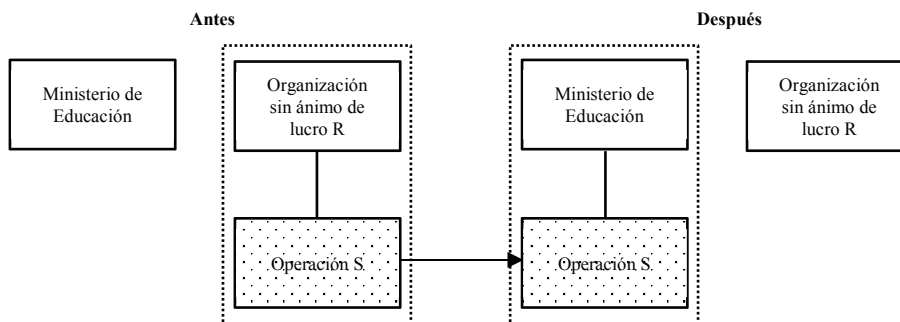 Antes
Después
Ministerio de
Educación
Organización
sin ánimo de
lucro R
Ministerio de
Educación
Organización
sin ánimo de
lucro R
Operación S
Operación S